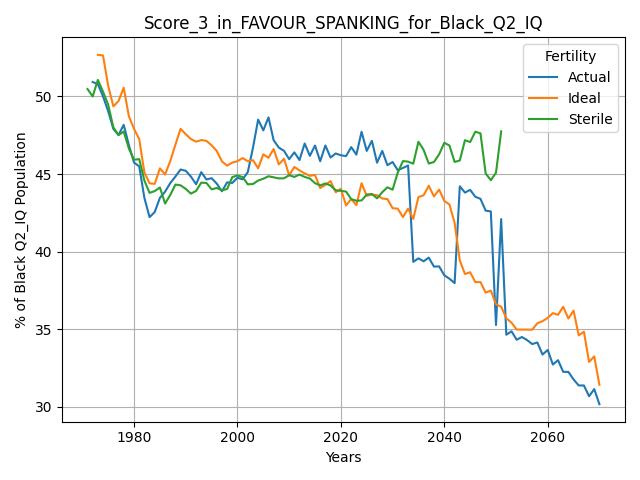 Score_3_in_FAVOUR_SPANKING_for_Black_Q2_IQ
Fertility
Actual
Ideal
Sterile
% of Black Q2_IQ Population
50
45
40
35
30
1980
2000
2020
2040
2060
Years